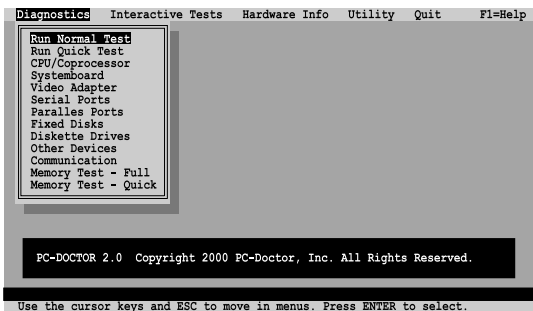 Diagnostics Interactive Tests Hardware Info Utility Quit F1=Help
Run Normal Test
Run Quick Test
CPU/Coprocessor
Systemboard
Video Adapter
Serial Ports
Paralles Ports
Fixed Disks
Diskette Drives
Other Devices
Communication
Memory Test - Full
Memory Test - Quick
PC-DOCTOR 2.0 Copyright 2000 PC-Doctor, Inc. All Rights Reserved.
Use the cursor keys and ESC to move in menus. Press ENTER to select.